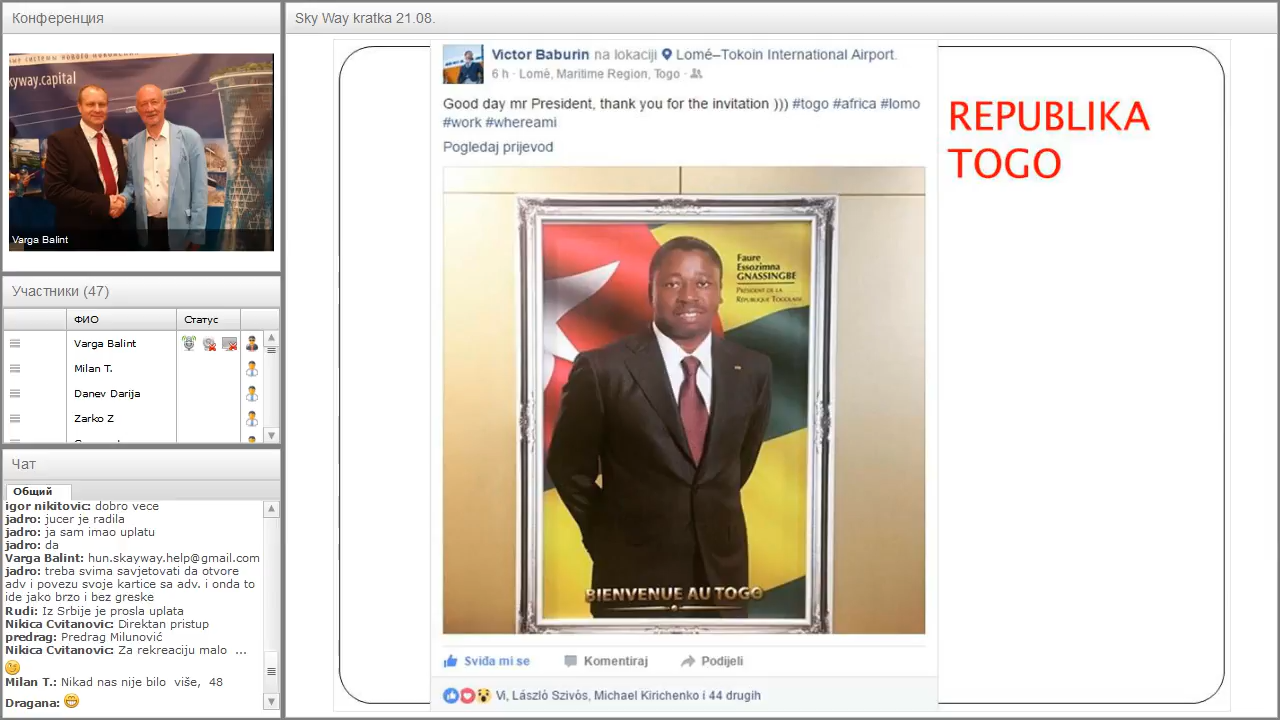 Конференция
kyway.capital
Varga Balint
Участники (47)
ФИО
Статус
Varga Balint
Milan T.
Danev Darija
Zarko Z
Чат
Общий
igor nikitovic: dobro vece
jadro: jucer je radila
jadro: ja sam imao uplatu
jadro: da
Varga Balint: hun.skayway.help@gmail.com
jadro: treba svima savjetovati da otvore
adv i povezu svoje kartice sa adv. i onda to
ide jako brzo i bez greske
Rudi: Iz Srbije je prosla uplata
Nikica Cvitanovic: Direktan pristup
predrag: Predrag Milunović
Nikica Cvitanovic: Za rekreaciju malo ...
Milan T.: Nikad nas nije bilo više, 48
Dragana:
Sky Way kratka 21.08.
Victor Baburin na lokaciji Lomé–Tokoin International Airport.
6 h · Lomé, Maritime Region, Togo ·
Good day mr President, thank you for the invitation ))) #togo #africa #lomo
#work #whereami
Pogledaj prijevod
Faure
Essozimna
GNASSINGBE
PRÉSIDENT DE LA
RÉPUBLIQUE TOGOLAISE
BIENVENUE AU TOGO
Sviđa mi se
Komentiraj
Podijeli
Vi, László Szivós, Michael Kirichenko i 44 drugih
REPUBLIKA
TOGO